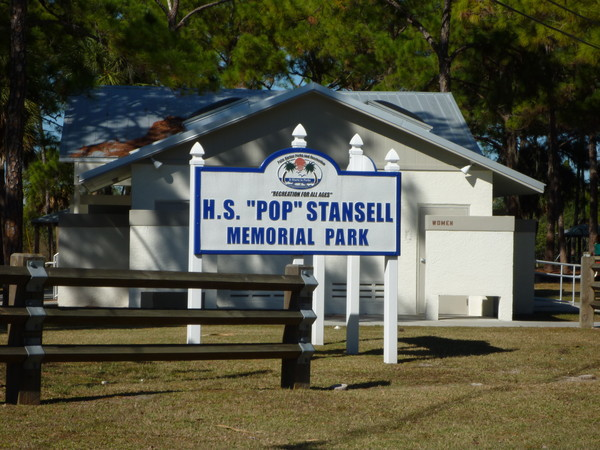 "RECREATION FOR ALL AGES"
H.S. "POP" STANSELL
MEMORIAL PARK
WOMEN